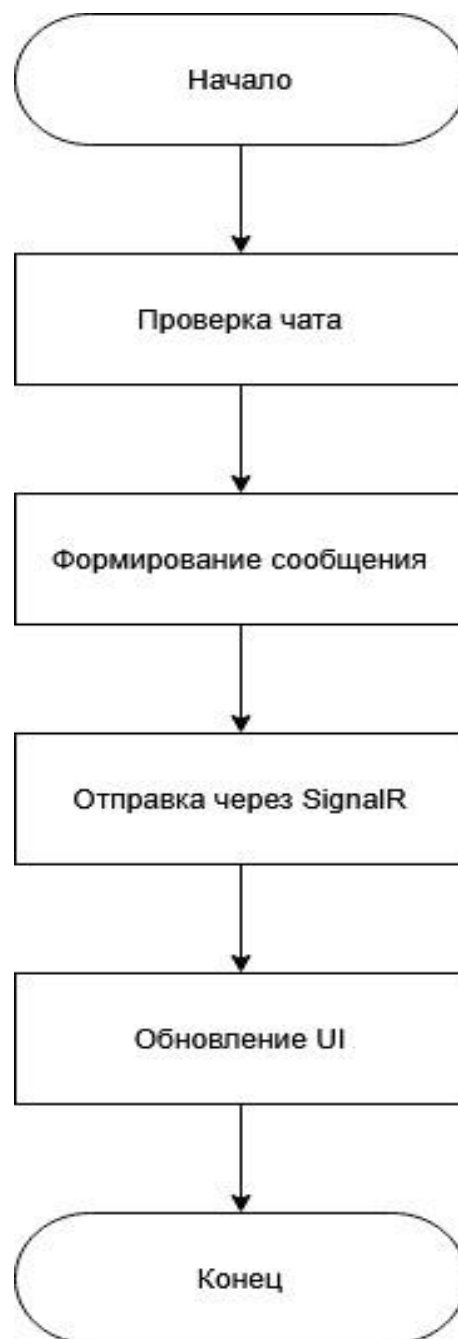 Начало
Проверка чата
Формирование сообщения
Отправка через SignalR
Обновление UI
Конец